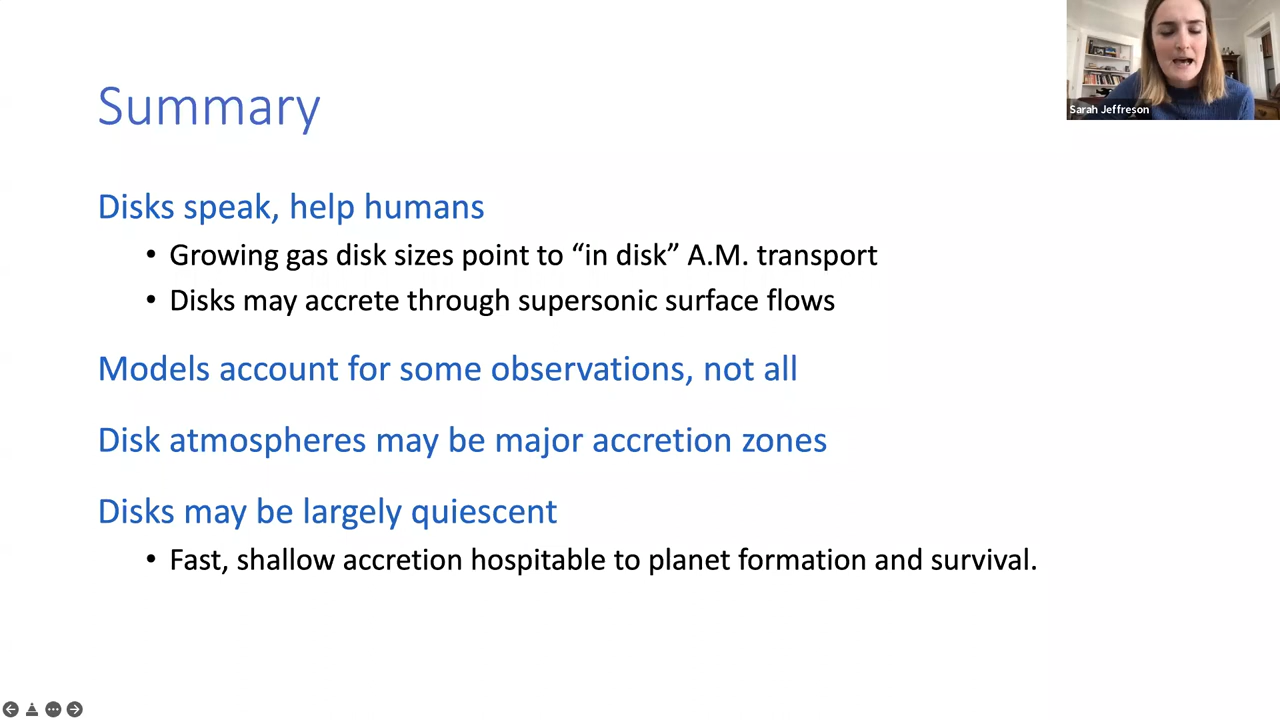 Sarah Jeffreson
Summary
Disks speak, help humans
• Growing gas disk sizes point to “in disk” A.M. transport
• Disks may accrete through supersonic surface flows
Models account for some observations, not all
Disk atmospheres may be major accretion zones
Disks may be largely quiescent
• Fast, shallow accretion hospitable to planet formation and survival.